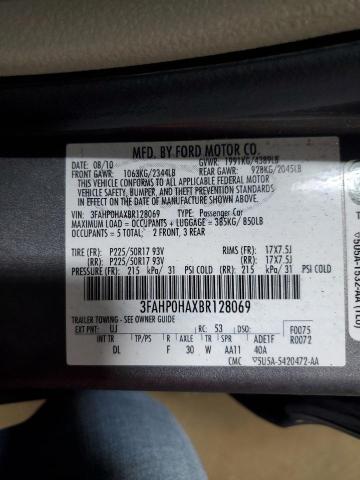 MFD. BY FORD MOTOR CO.
DATE: 08/10 GVWR: 1991KG/4389LB
FRONT GAWR: 1063KG/2344LB REAR GAWR: 928KG/2045LB
THIS VEHICLE CONFORMS TO ALL APPLICABLE FEDERAL MOTOR
VEHICLE SAFETY, BUMPER, AND THEFT PREVENTION STANDARDS
IN EFFECT ON THE DATE OF MANUFACTURE SHOWN ABOVE.
VIN: 3FAHP0HAXBR128069 TYPE: Passenger Car
MAXIMUM LOAD = OCCUPANTS + LUGGAGE = 385KG/ 850LB
OCCUPANTS = 5 TOTAL: 2 FRONT, 3 REAR
TIRE (FR): P225/50R17 93V RIMS (FR): 17X7.5J
(RR): P225/50R17 93V (RR): 17X7.5J
PRESSURE (FR): 215 kPa/ 31 PSI COLD (RR): 215 kPa/ 31 PSI COLD
3FAHP0HAXBR128069
TRAILER TOWING - SEE OWNER GUIDE
EXT PNT: UJ RC: 53 DSO: F0075
INT TR TP/PS R AXLE TR SPR ADE1F R0072
DL F 30 W AA11 40A
CMC 5U5A-5420472-AA